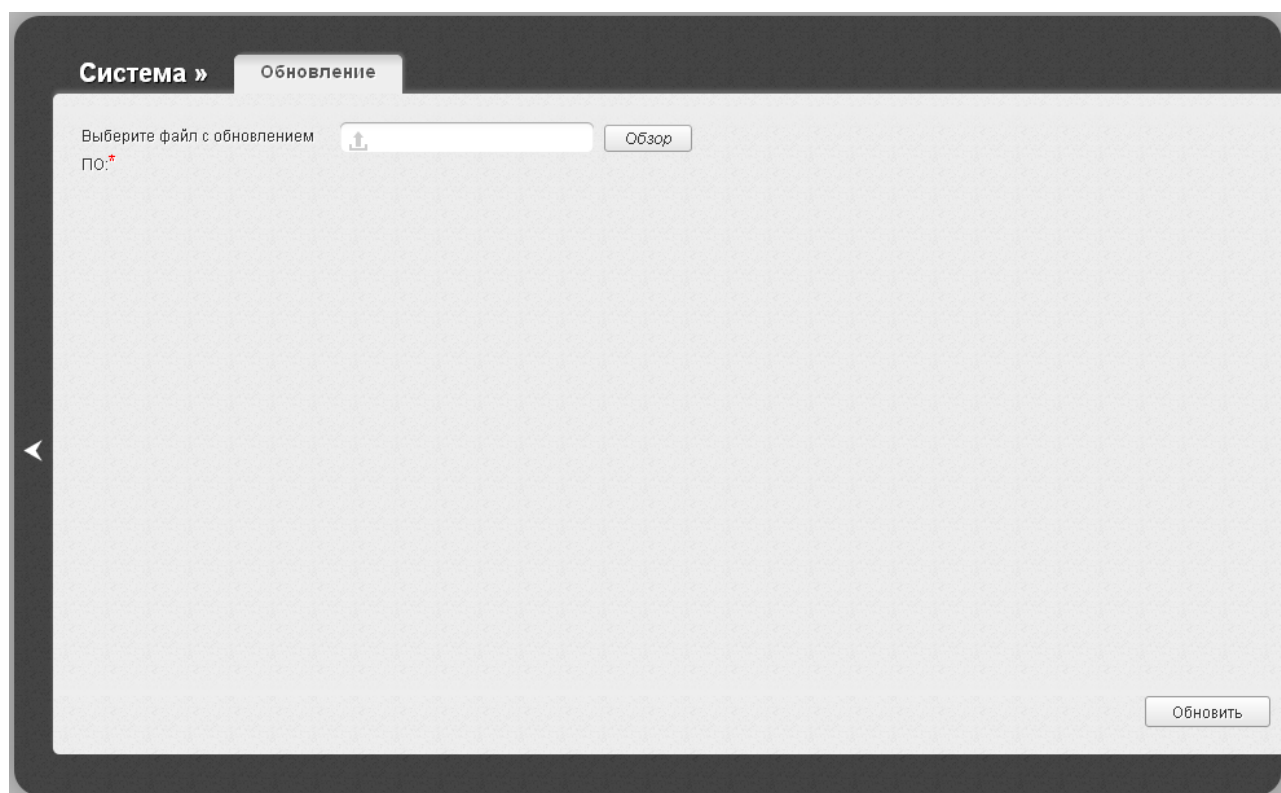 Система »
Обновление
Выберите файл с обновлением
ПО:*
Обзор
Обновить